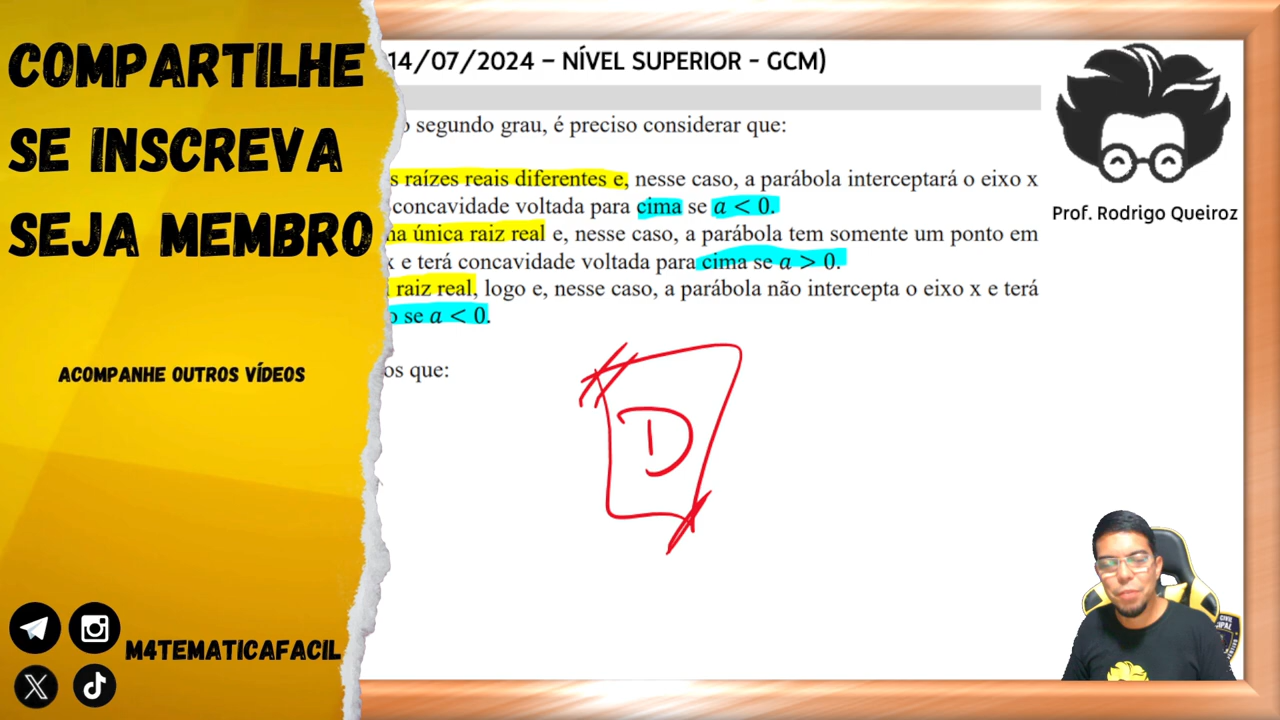 COMPARTILHE
SE INSCREVA
SEJA MEMBRO
ACOMPANHE OUTROS VÍDEOS
M4TEMATICAFACIL
14/07/2024 – NÍVEL SUPERIOR - GCM)
o segundo grau, é preciso considerar que:
s raízes reais diferentes e, nesse caso, a parábola interceptará o eixo x
concavidade voltada para cima se a < 0.
na única raiz real e, nesse caso, a parábola tem somente um ponto em
x e terá concavidade voltada para cima se a > 0.
raiz real, logo e, nesse caso, a parábola não intercepta o eixo x e terá
o se a < 0.
os que:
D
Prof. Rodrigo Queiroz
CIVIL